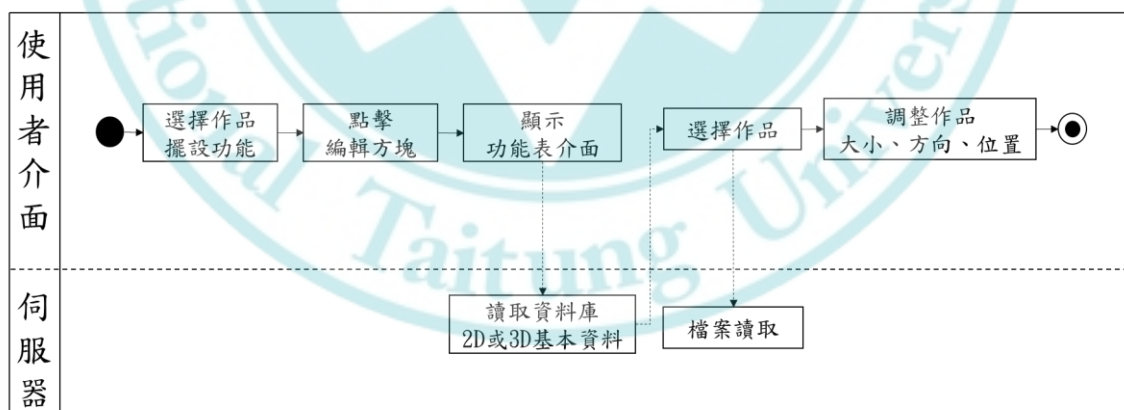 使用者介面
選擇作品
擺設功能
點擊
編輯方塊
顯示
功能表介面
選擇作品
調整作品
大小、方向、位置
伺服器
讀取資料庫
2D或3D基本資料
檔案讀取
tional Taitung Univers